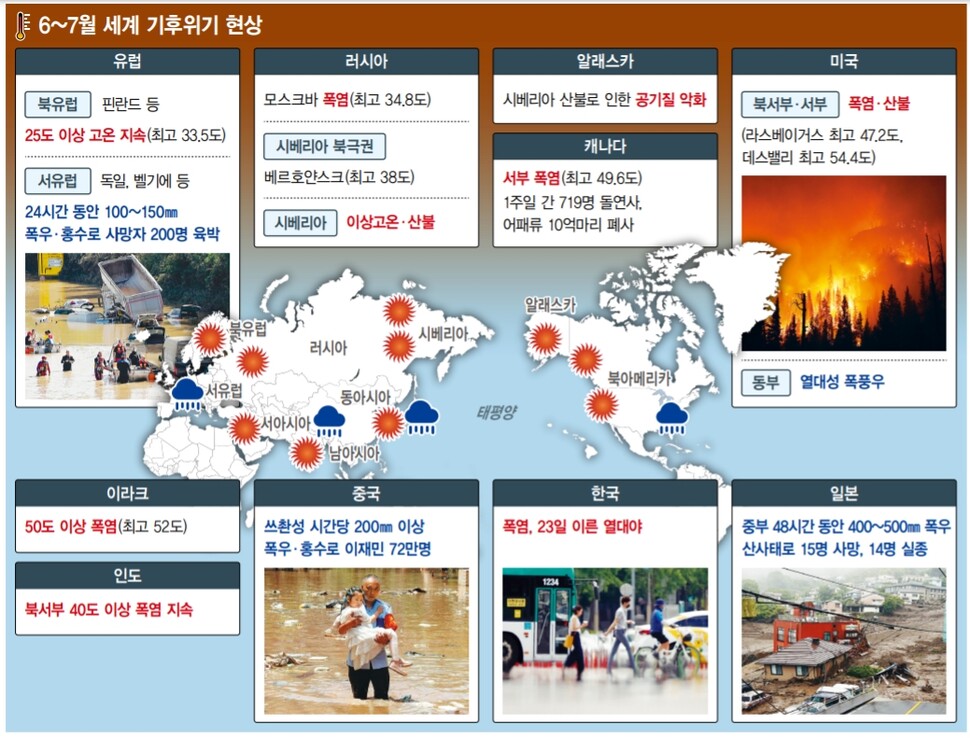 6~7월 세계 기후위기 현상
유럽
북유럽 핀란드 등
25도 이상 고온 지속(최고 33.5도)
서유럽 독일, 벨기에 등
24시간 동안 100~150㎜
폭우·홍수로 사망자 200명 육박
러시아
모스크바 폭염(최고 34.8도)
시베리아 북극권
베르호얀스크(최고 38도)
시베리아 이상고온·산불
알래스카
시베리아 산불로 인한 공기질 악화
캐나다
서부 폭염(최고 49.6도)
1주일 간 719명 돌연사,
어패류 10억마리 폐사
미국
북서부·서부 폭염·산불
(라스베이거스 최고 47.2도,
데스밸리 최고 54.4도)
동부 열대성 폭풍우
북유럽
서유럽
러시아
시베리아
동아시아
서아시아
남아시아
태평양
알래스카
북아메리카
이라크
50도 이상 폭염(최고 52도)
인도
북서부 40도 이상 폭염 지속
중국
쓰촨성 시간당 200㎜ 이상
폭우·홍수로 이재민 72만명
한국
폭염, 23일 이른 열대야
1234
일본
중부 48시간 동안 400~500㎜ 폭우
산사태로 15명 사망, 14명 실종